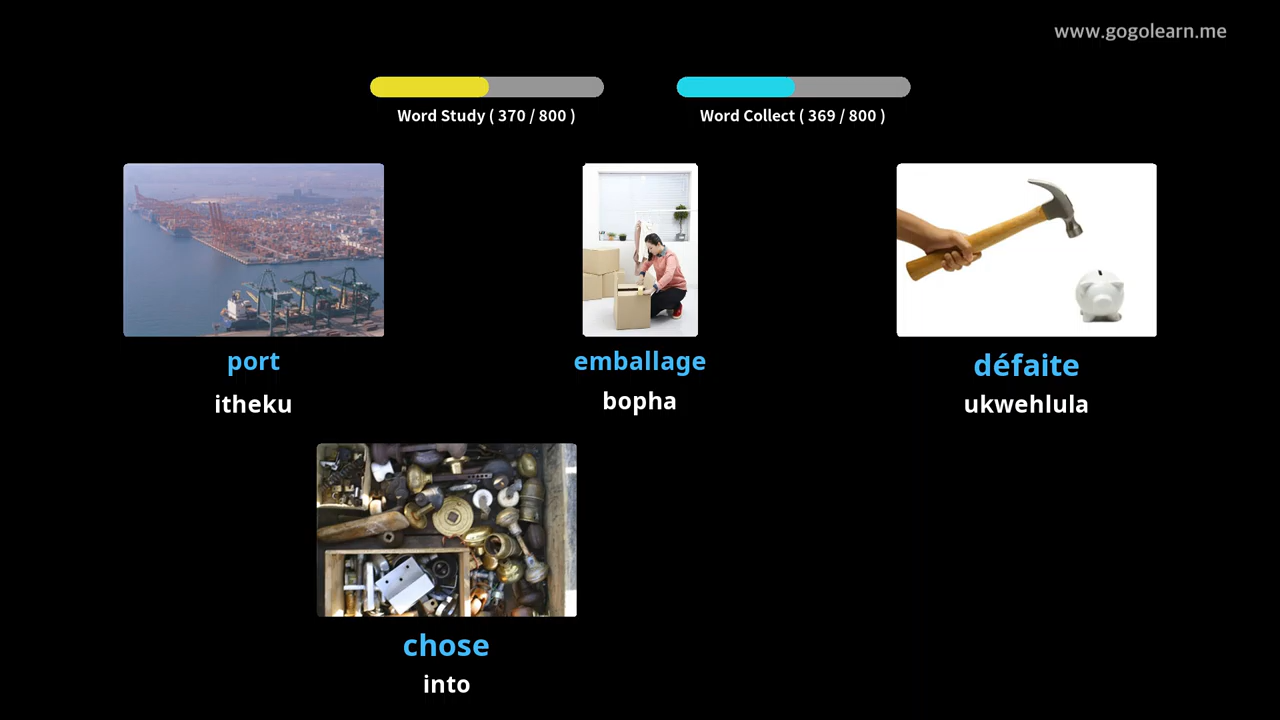 www.gogolearn.me
Word Study ( 370 / 800 )
Word Collect ( 369 / 800 )
port
emballage
défaite
itheku
bopha
ukwehlula
chose
into